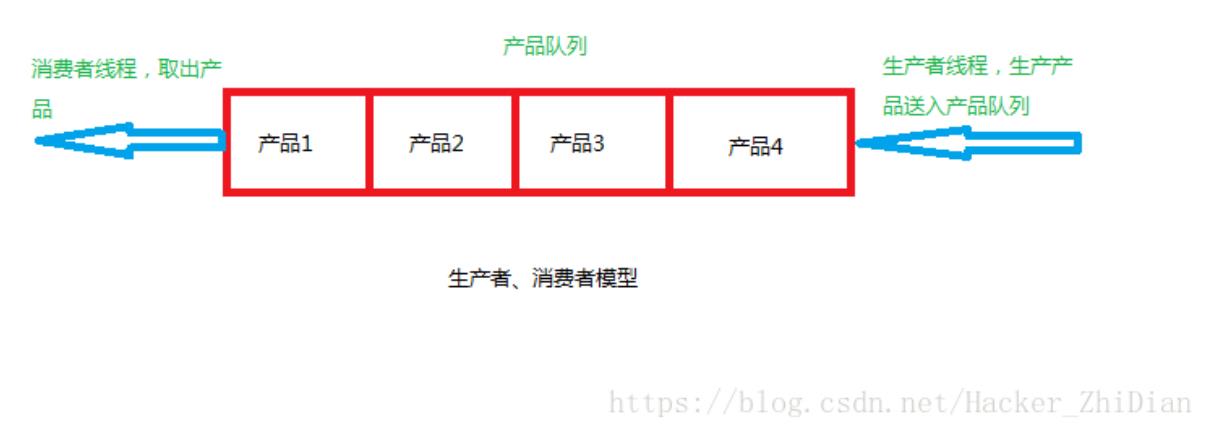 产品队列
消费者线程，取出产
品
生产者线程，生产产
品送入产品队列
产品1
产品2
产品3
产品4
生产者、消费者模型
https://blog.csdn.net/Hacker_ZhiDian